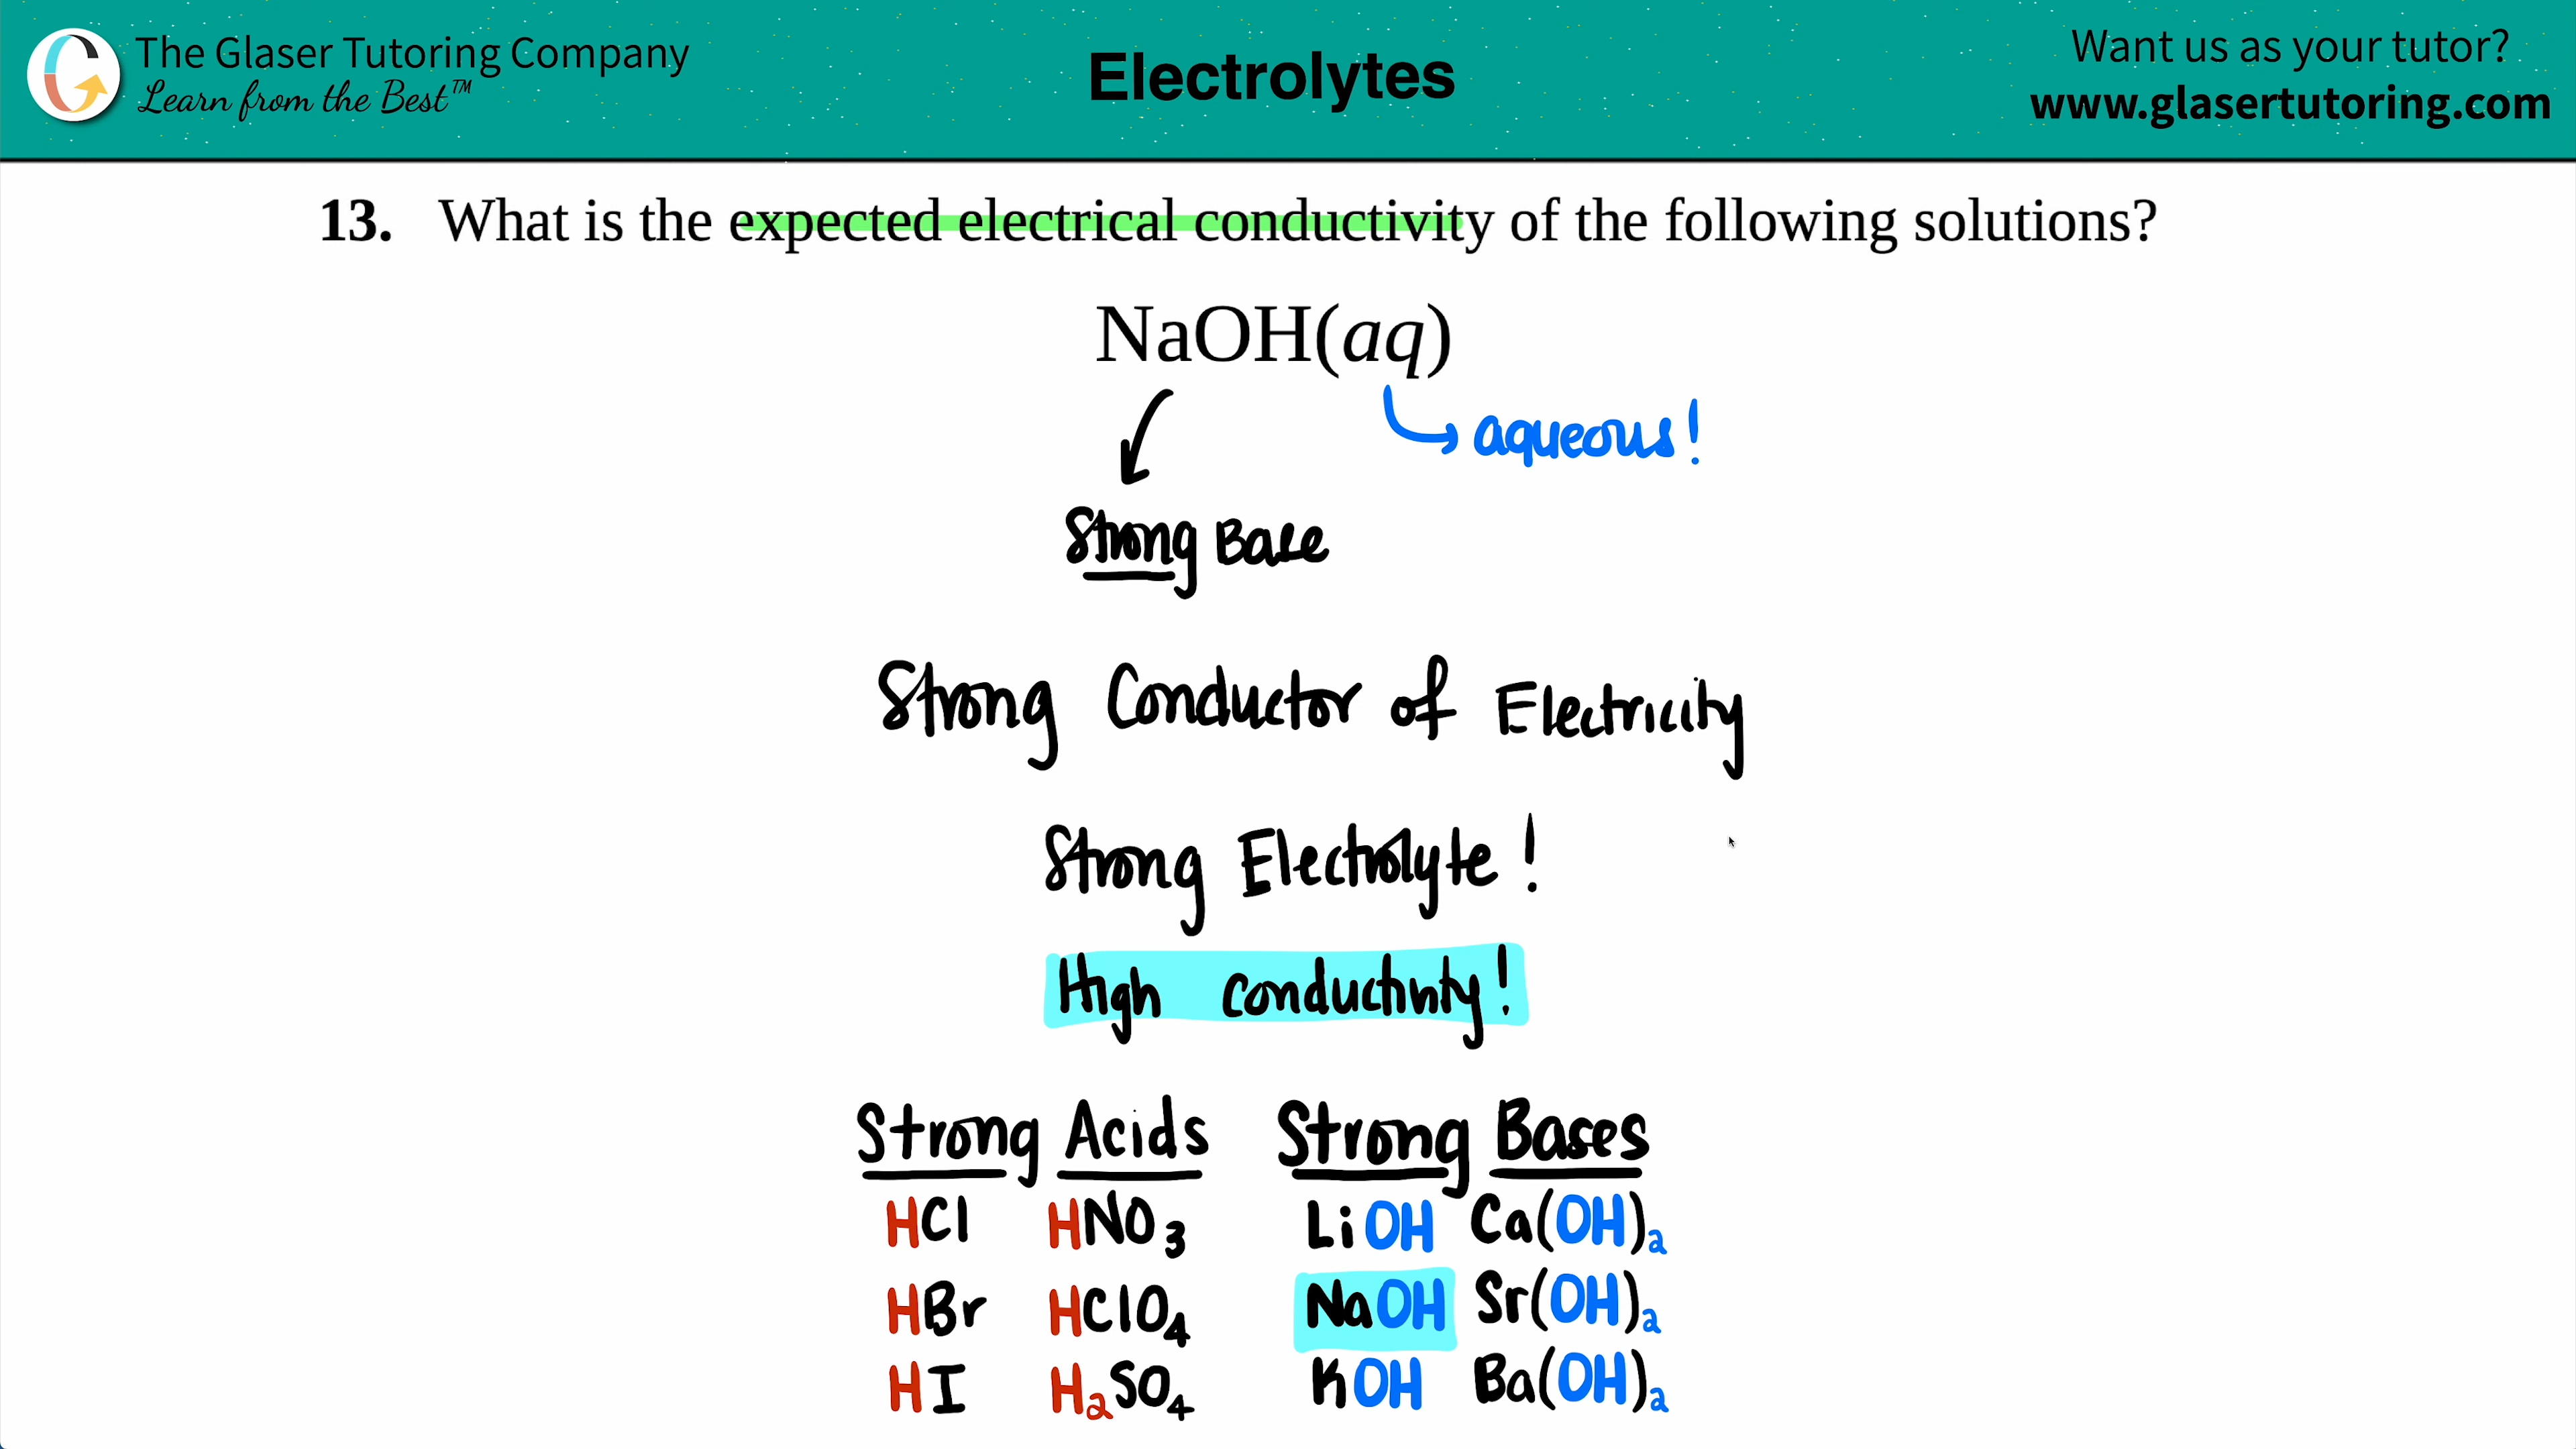 The Glaser Tutoring Company
Learn from the Best™
Electrolytes
Want us as your tutor?
www.glasertutoring.com
13. What is the expected electrical conductivity of the following solutions?
NaOH(aq)
aqueous!
Strong Base
Strong Conductor of Electricity
Strong Electrolyte!
High conductivity!
Strong Acids Strong Bases
HCl HNO₃ LiOH Ca(OH)₂
HBr HClO₄ NaOH Sr(OH)₂
HI H₂SO₄ KOH Ba(OH)₂